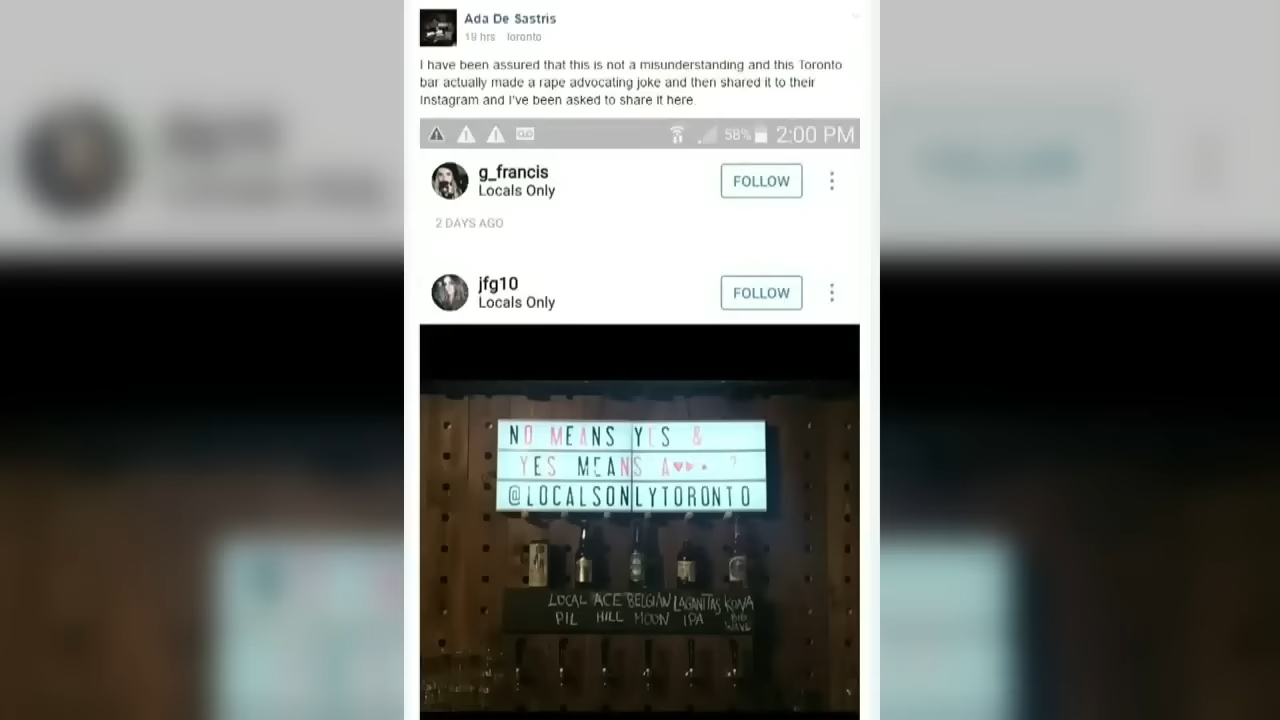 Ada De Sastris
19 hrs Toronto
I have been assured that this is not a misunderstanding and this Toronto
bar actually made a rape advocating joke and then shared it to their
Instagram and I've been asked to share it here.
58% 2:00 PM
g_francis
Locals Only
FOLLOW
2 DAYS AGO
jfg10
Locals Only
FOLLOW
NO MEANS YES &
YES MEANS A♥▶• ?
@LOCALSONLYTORONTO
LOCAL ACE BELGIAN LAGANITAS KONA
PIL HILL MOON IPA BIG
WAVE